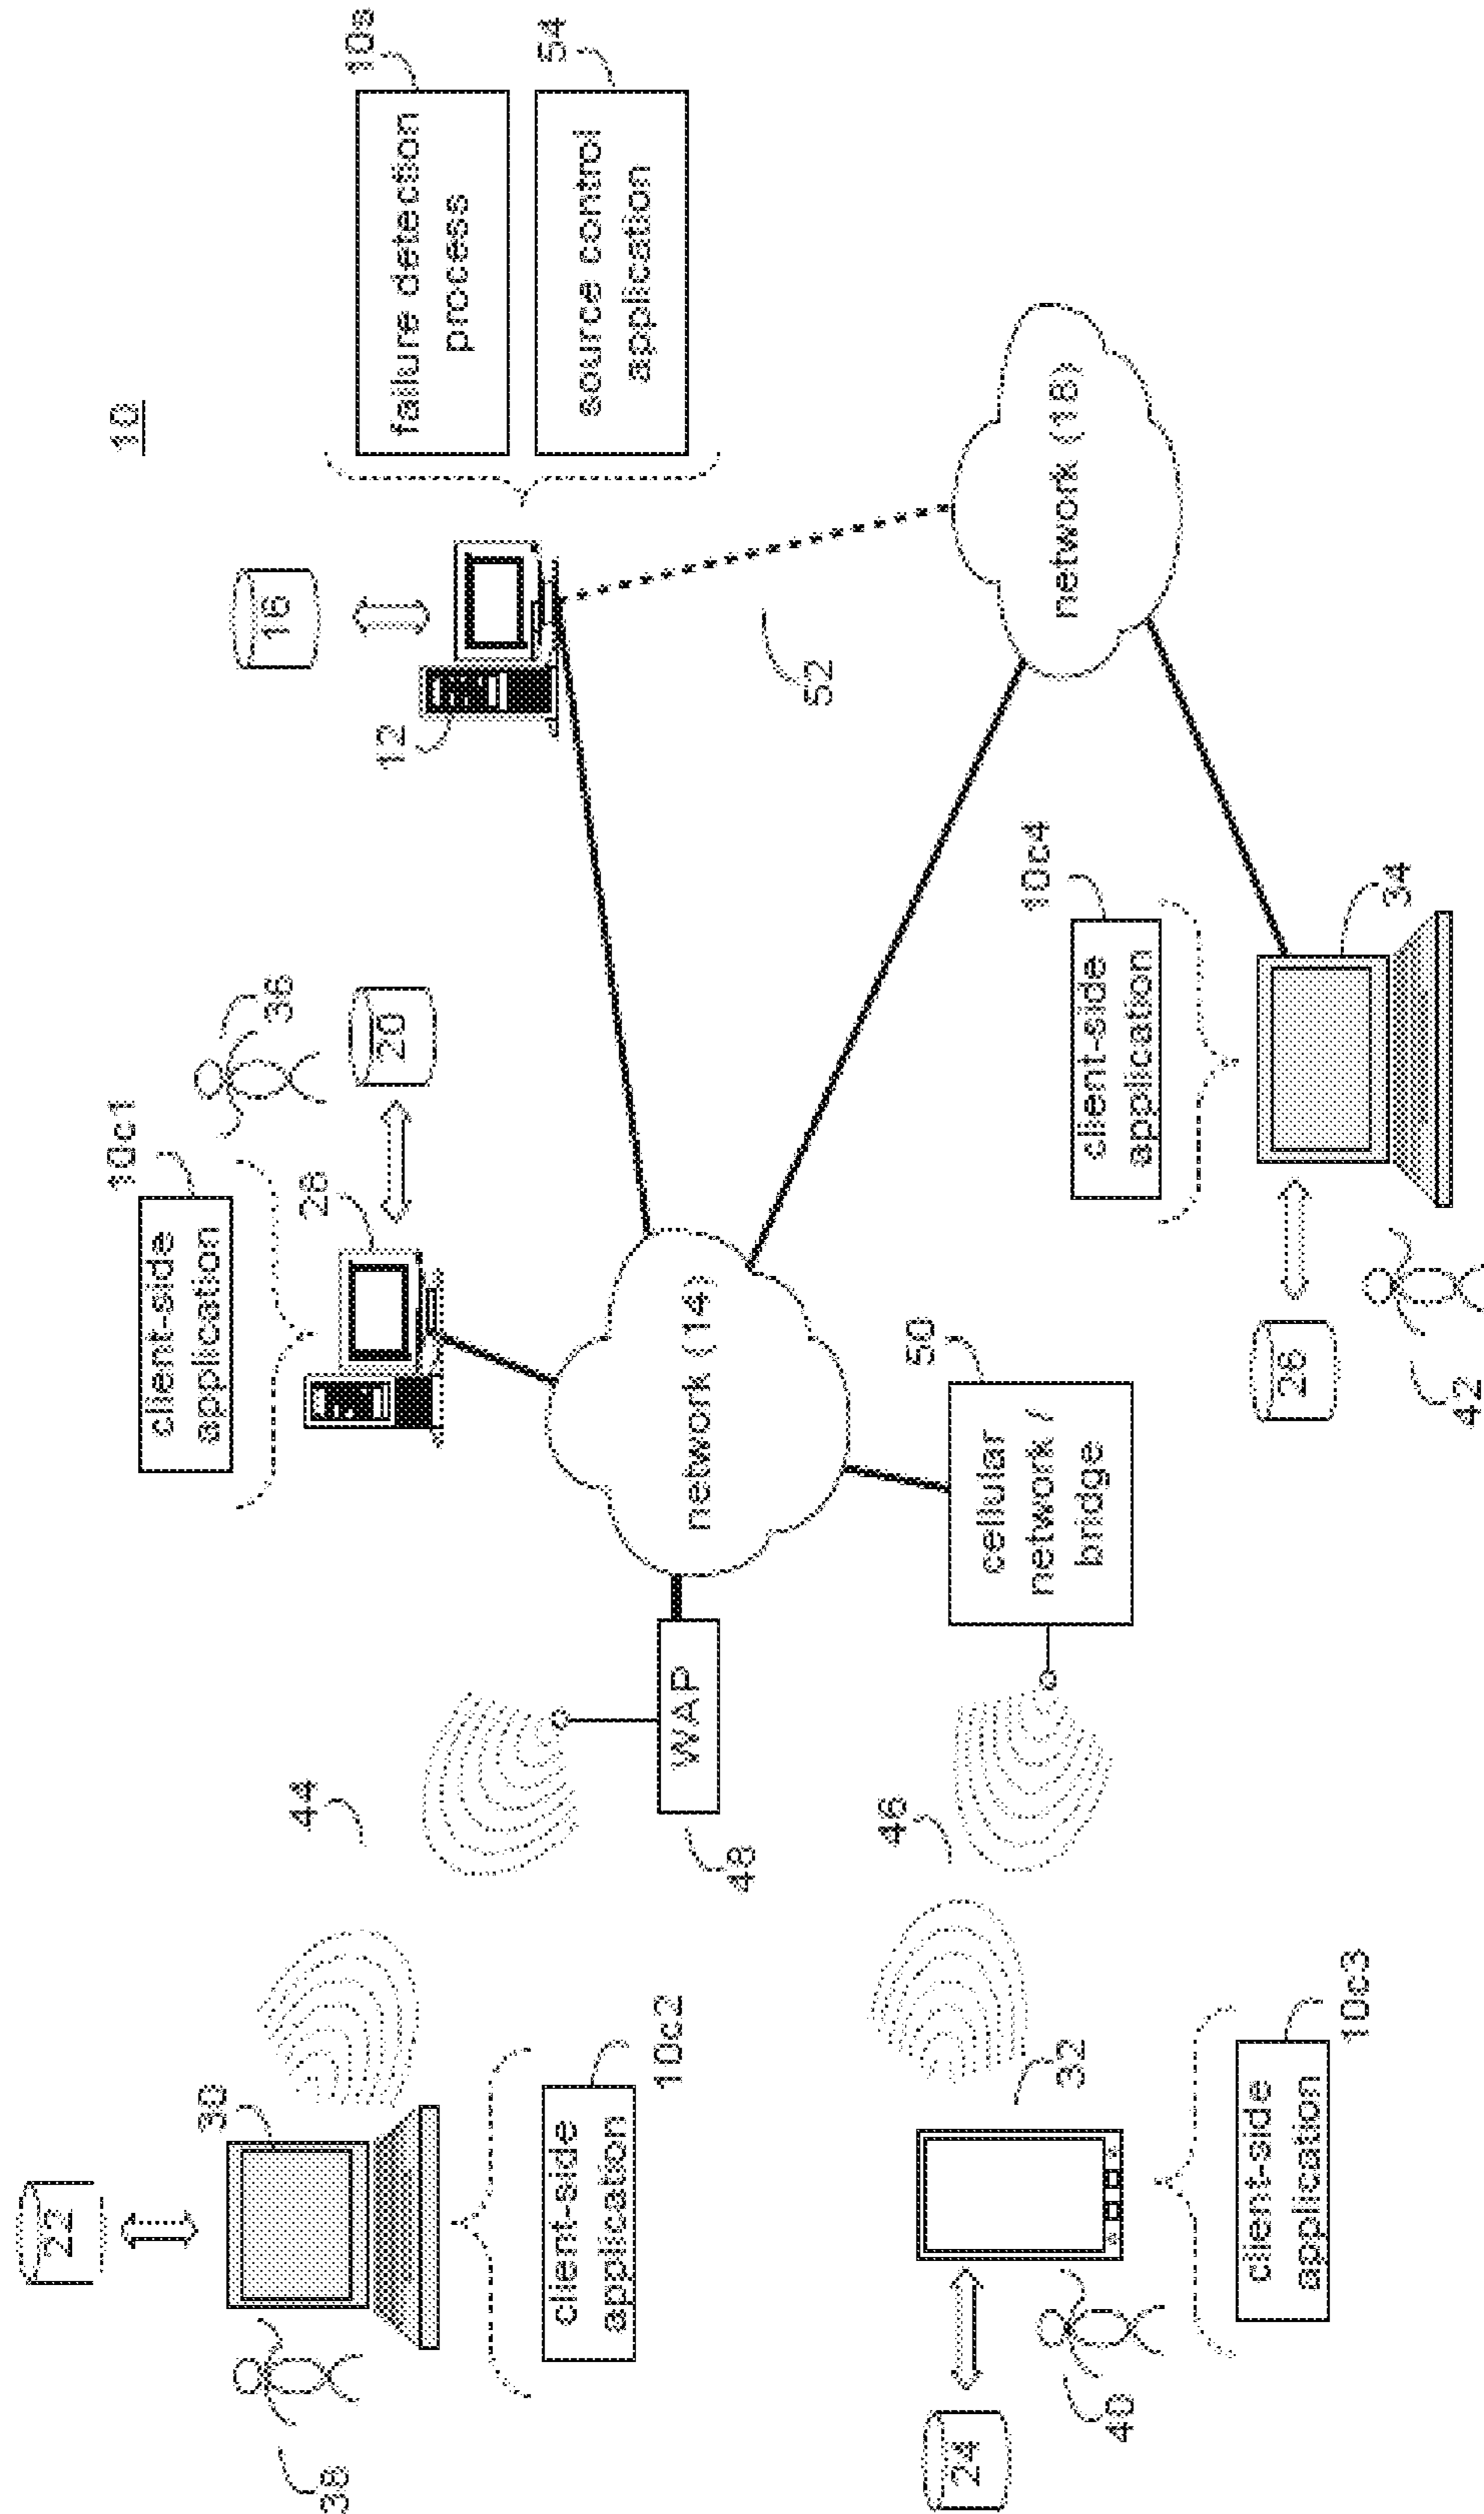 10
22
30
38
client-side
application
10c2
44
WAP
48
client-side
application
10c1
28
36
20
16
12
failure detection
process
10s
source control
application
54
network (14)
52
network (18)
24
40
32
client-side
application
10c3
46
cellular
network /
bridge
50
client-side
application
10c4
34
26
42